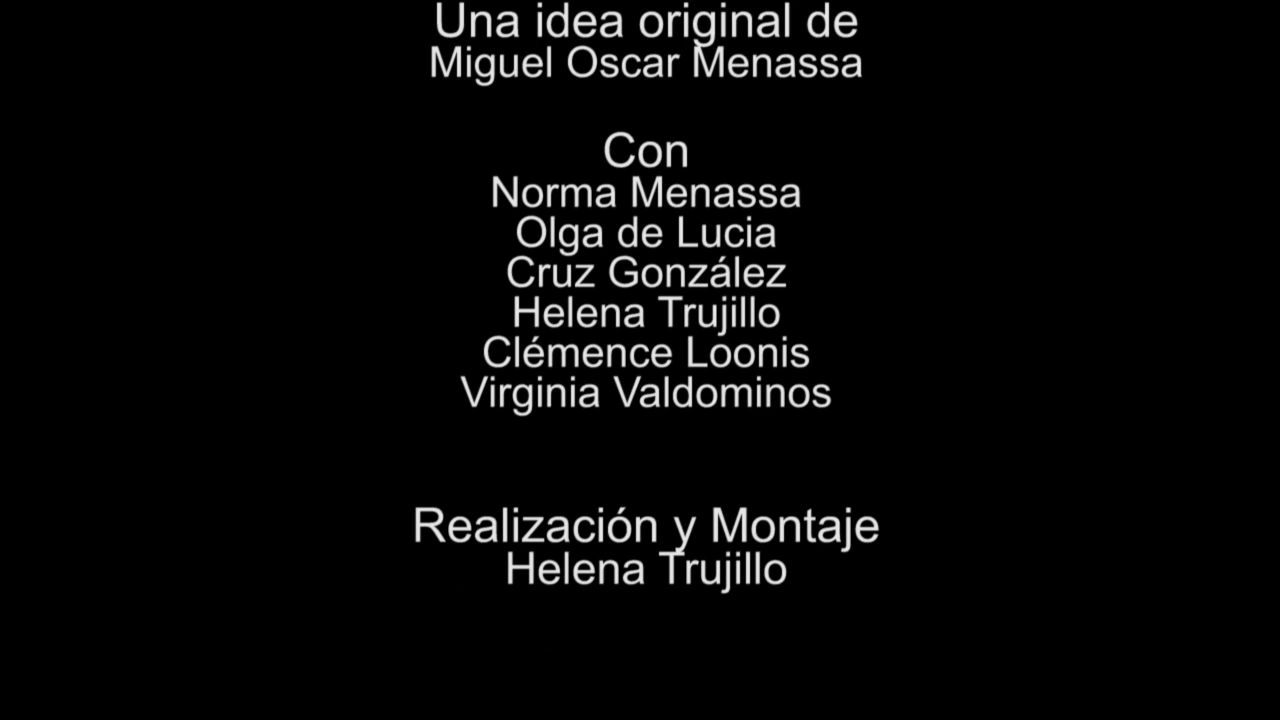 Una idea original de
Miguel Oscar Menassa
Con
Norma Menassa
Olga de Lucia
Cruz González
Helena Trujillo
Clémence Loonis
Virginia Valdominos
Realización y Montaje
Helena Trujillo